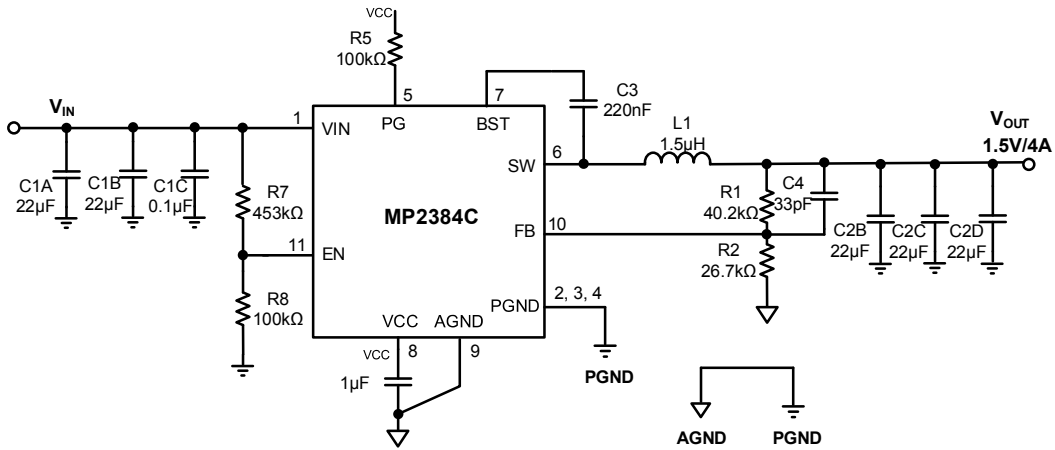 VCC
R5
100kΩ
5
7
C3
220nF
VIN
1
VIN
PG
BST
L1
1.5µH
VOUT
1.5V/4A
6
SW
C1A
22µF
C1B
22µF
C1C
0.1µF
R7
453kΩ
MP2384C
R1
40.2kΩ
C4
33pF
C2B
22µF
C2C
22µF
C2D
22µF
FB
10
11
EN
R2
26.7kΩ
R8
100kΩ
2, 3, 4
PGND
VCC
AGND
VCC
8
9
1µF
PGND
AGND
PGND